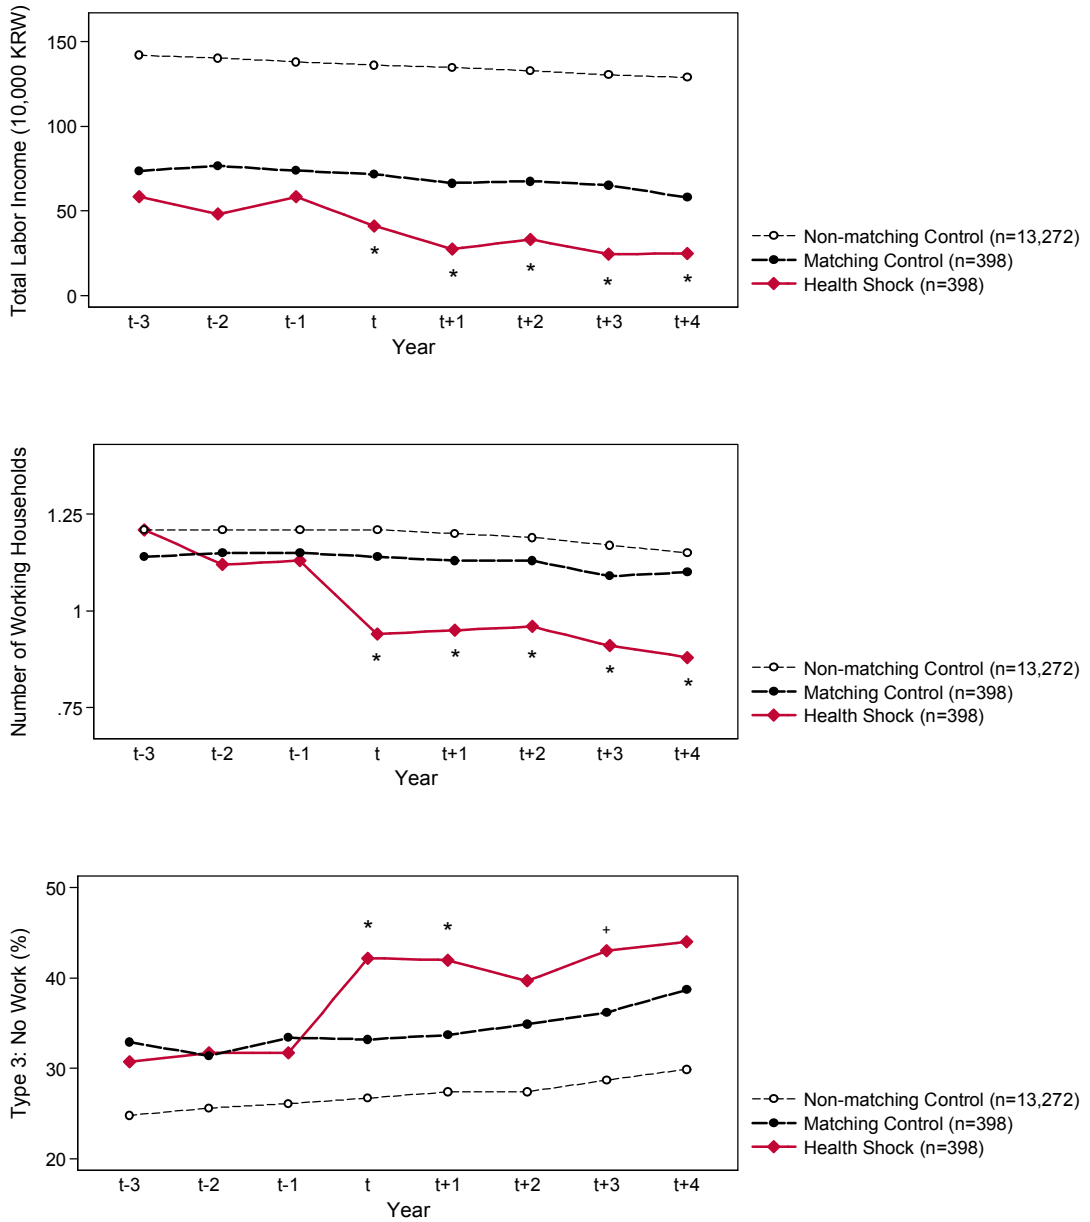 Total Labor Income (10,000 KRW)
150
100
50
0
* * * * *
t-3 t-2 t-1 t t+1 t+2 t+3 t+4
Year
Non-matching Control (n=13,272)
Matching Control (n=398)
Health Shock (n=398)
Number of Working Households
1.25
1
.75
* * * * *
t-3 t-2 t-1 t t+1 t+2 t+3 t+4
Year
Non-matching Control (n=13,272)
Matching Control (n=398)
Health Shock (n=398)
Type 3: No Work (%)
50
40
30
20
* * +
t-3 t-2 t-1 t t+1 t+2 t+3 t+4
Year
Non-matching Control (n=13,272)
Matching Control (n=398)
Health Shock (n=398)